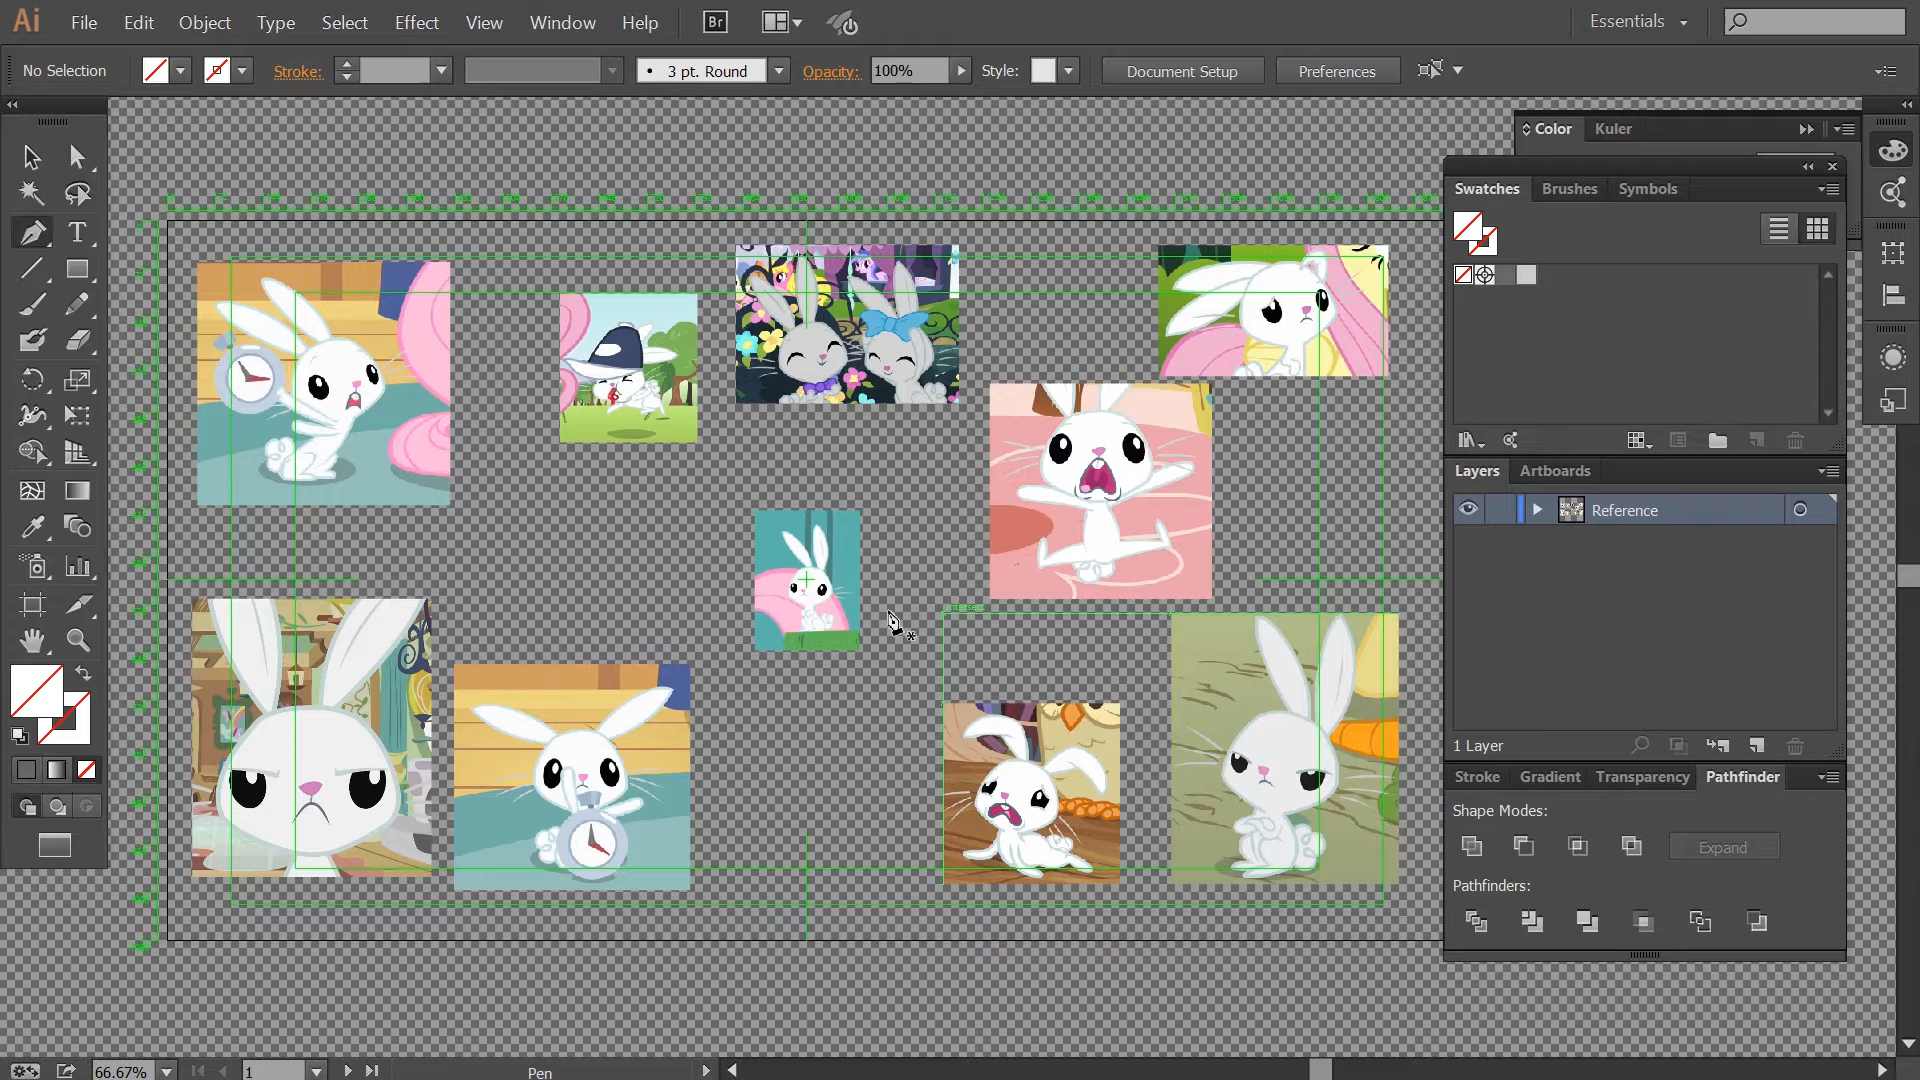 Ai File Edit Object Type Select Effect View Window Help Br Essentials
No Selection Stroke: 3 pt. Round Opacity: 100% Style: Document Setup Preferences
Color Kuler
Swatches Brushes Symbols
Layers Artboards
Reference
Intersect
1 Layer
Stroke Gradient Transparency Pathfinder
Shape Modes:
Expand
Pathfinders:
66.67% 1 Pen